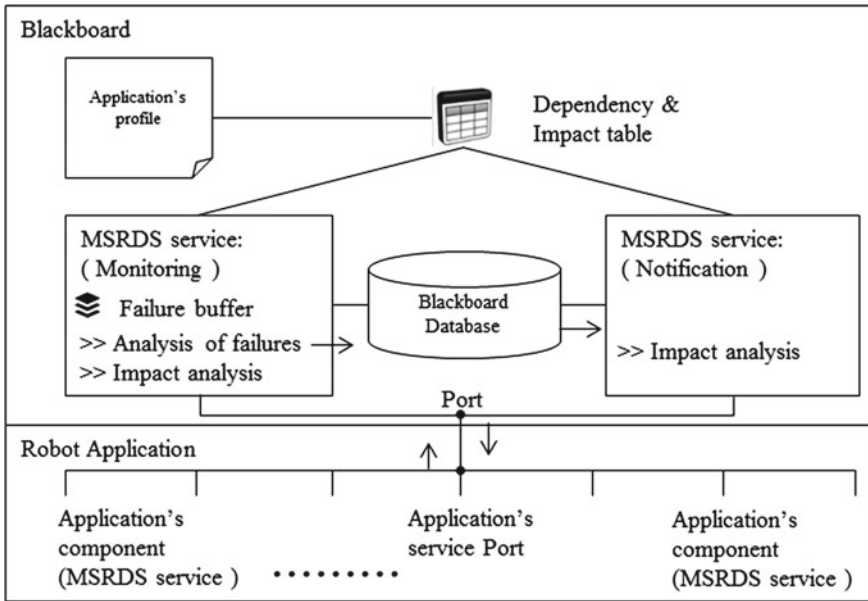 Blackboard
Application's
profile
Dependency &
Impact table
MSRDS service:
( Monitoring )
Failure buffer
>> Analysis of failures
>> Impact analysis
Blackboard
Database
MSRDS service:
( Notification )
>> Impact analysis
Port
Robot Application
Application's
component
(MSRDS service )
.........
Application's
service Port
Application's
component
(MSRDS service )